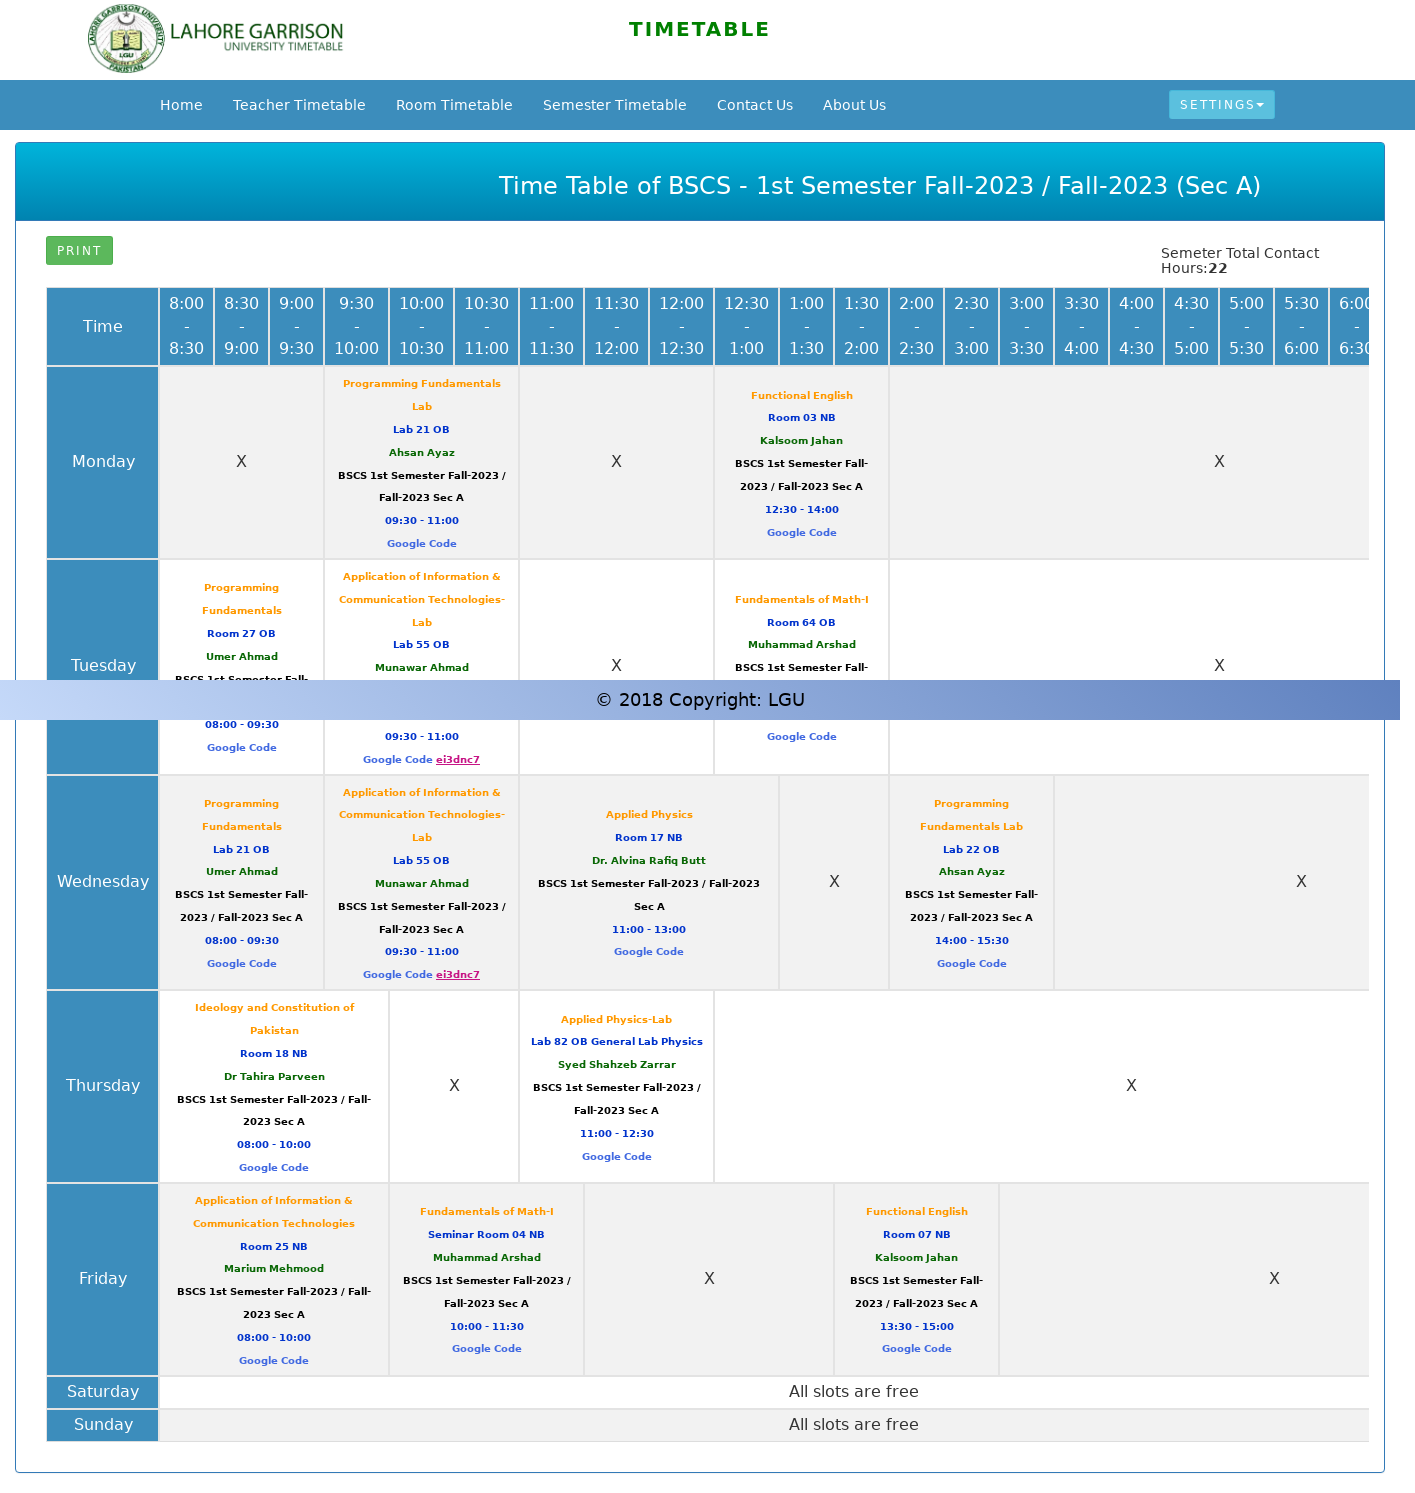 LAHORE GARRISON
UNIVERSITY TIMETABLE
TIMETABLE
Home Teacher Timetable Room Timetable Semester Timetable Contact Us About Us SETTINGS
Time Table of BSCS - 1st Semester Fall-2023 / Fall-2023 (Sec A)
PRINT
Semeter Total Contact
Hours:22
Time
8:00 - 8:30
8:30 - 9:00
9:00 - 9:30
9:30 - 10:00
10:00 - 10:30
10:30 - 11:00
11:00 - 11:30
11:30 - 12:00
12:00 - 12:30
12:30 - 1:00
1:00 - 1:30
1:30 - 2:00
2:00 - 2:30
2:30 - 3:00
3:00 - 3:30
3:30 - 4:00
4:00 - 4:30
4:30 - 5:00
5:00 - 5:30
5:30 - 6:00
6:00 - 6:30
Monday
X
Programming Fundamentals
Lab
Lab 21 OB
Ahsan Ayaz
BSCS 1st Semester Fall-2023 /
Fall-2023 Sec A
09:30 - 11:00
Google Code
X
Functional English
Room 03 NB
Kalsoom Jahan
BSCS 1st Semester Fall-
2023 / Fall-2023 Sec A
12:30 - 14:00
Google Code
X
Tuesday
Programming
Fundamentals
Room 27 OB
Umer Ahmad
BSCS 1st Semester Fall-
08:00 - 09:30
Google Code
Application of Information &
Communication Technologies-
Lab
Lab 55 OB
Munawar Ahmad
09:30 - 11:00
Google Code ei3dnc7
X
Fundamentals of Math-I
Room 64 OB
Muhammad Arshad
BSCS 1st Semester Fall-
Google Code
X
© 2018 Copyright: LGU
Wednesday
Programming
Fundamentals
Lab 21 OB
Umer Ahmad
BSCS 1st Semester Fall-
2023 / Fall-2023 Sec A
08:00 - 09:30
Google Code
Application of Information &
Communication Technologies-
Lab
Lab 55 OB
Munawar Ahmad
BSCS 1st Semester Fall-2023 /
Fall-2023 Sec A
09:30 - 11:00
Google Code ei3dnc7
Applied Physics
Room 17 NB
Dr. Alvina Rafiq Butt
BSCS 1st Semester Fall-2023 / Fall-2023
Sec A
11:00 - 13:00
Google Code
X
Programming
Fundamentals Lab
Lab 22 OB
Ahsan Ayaz
BSCS 1st Semester Fall-
2023 / Fall-2023 Sec A
14:00 - 15:30
Google Code
X
Thursday
Ideology and Constitution of
Pakistan
Room 18 NB
Dr Tahira Parveen
BSCS 1st Semester Fall-2023 / Fall-
2023 Sec A
08:00 - 10:00
Google Code
X
Applied Physics-Lab
Lab 82 OB General Lab Physics
Syed Shahzeb Zarrar
BSCS 1st Semester Fall-2023 /
Fall-2023 Sec A
11:00 - 12:30
Google Code
X
Friday
Application of Information &
Communication Technologies
Room 25 NB
Marium Mehmood
BSCS 1st Semester Fall-2023 / Fall-
2023 Sec A
08:00 - 10:00
Google Code
Fundamentals of Math-I
Seminar Room 04 NB
Muhammad Arshad
BSCS 1st Semester Fall-2023 /
Fall-2023 Sec A
10:00 - 11:30
Google Code
X
Functional English
Room 07 NB
Kalsoom Jahan
BSCS 1st Semester Fall-
2023 / Fall-2023 Sec A
13:30 - 15:00
Google Code
X
Saturday
All slots are free
Sunday
All slots are free